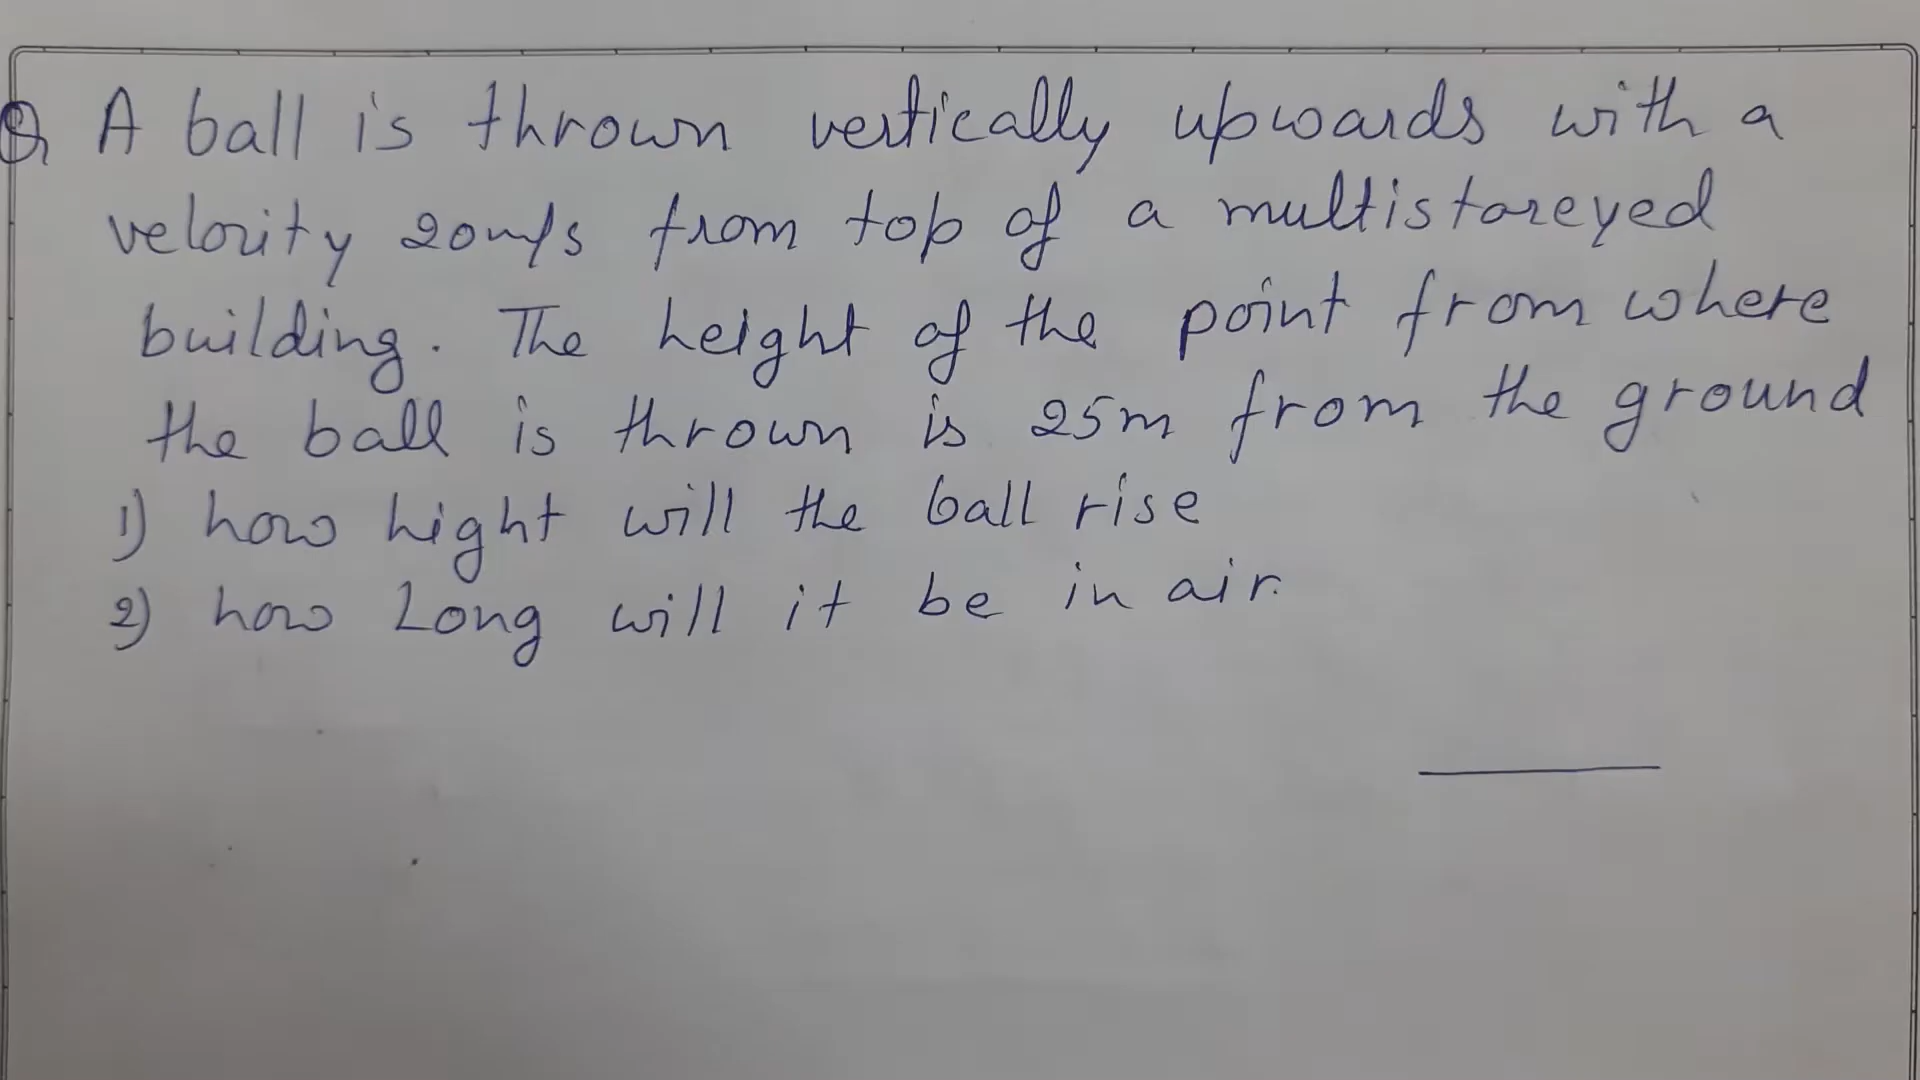 Q A ball is thrown vertically upwards with a
velocity 20m/s from top of a multistoreyed
building. The height of the point from where
the ball is thrown is 25m from the ground
1) how hight will the ball rise
2) how Long will it be in air.